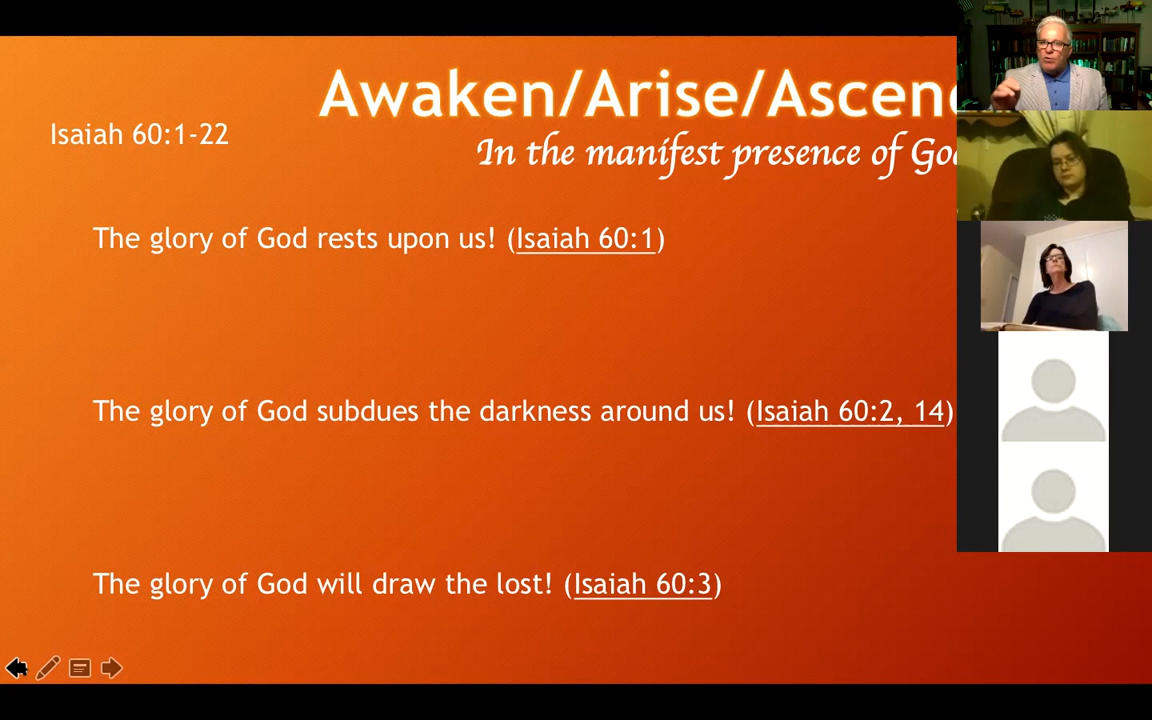 Awaken/Arise/Ascen
Isaiah 60:1-22
In the manifest presence of Go
The glory of God rests upon us! (Isaiah 60:1)
The glory of God subdues the darkness around us! (Isaiah 60:2, 14)
The glory of God will draw the lost! (Isaiah 60:3)